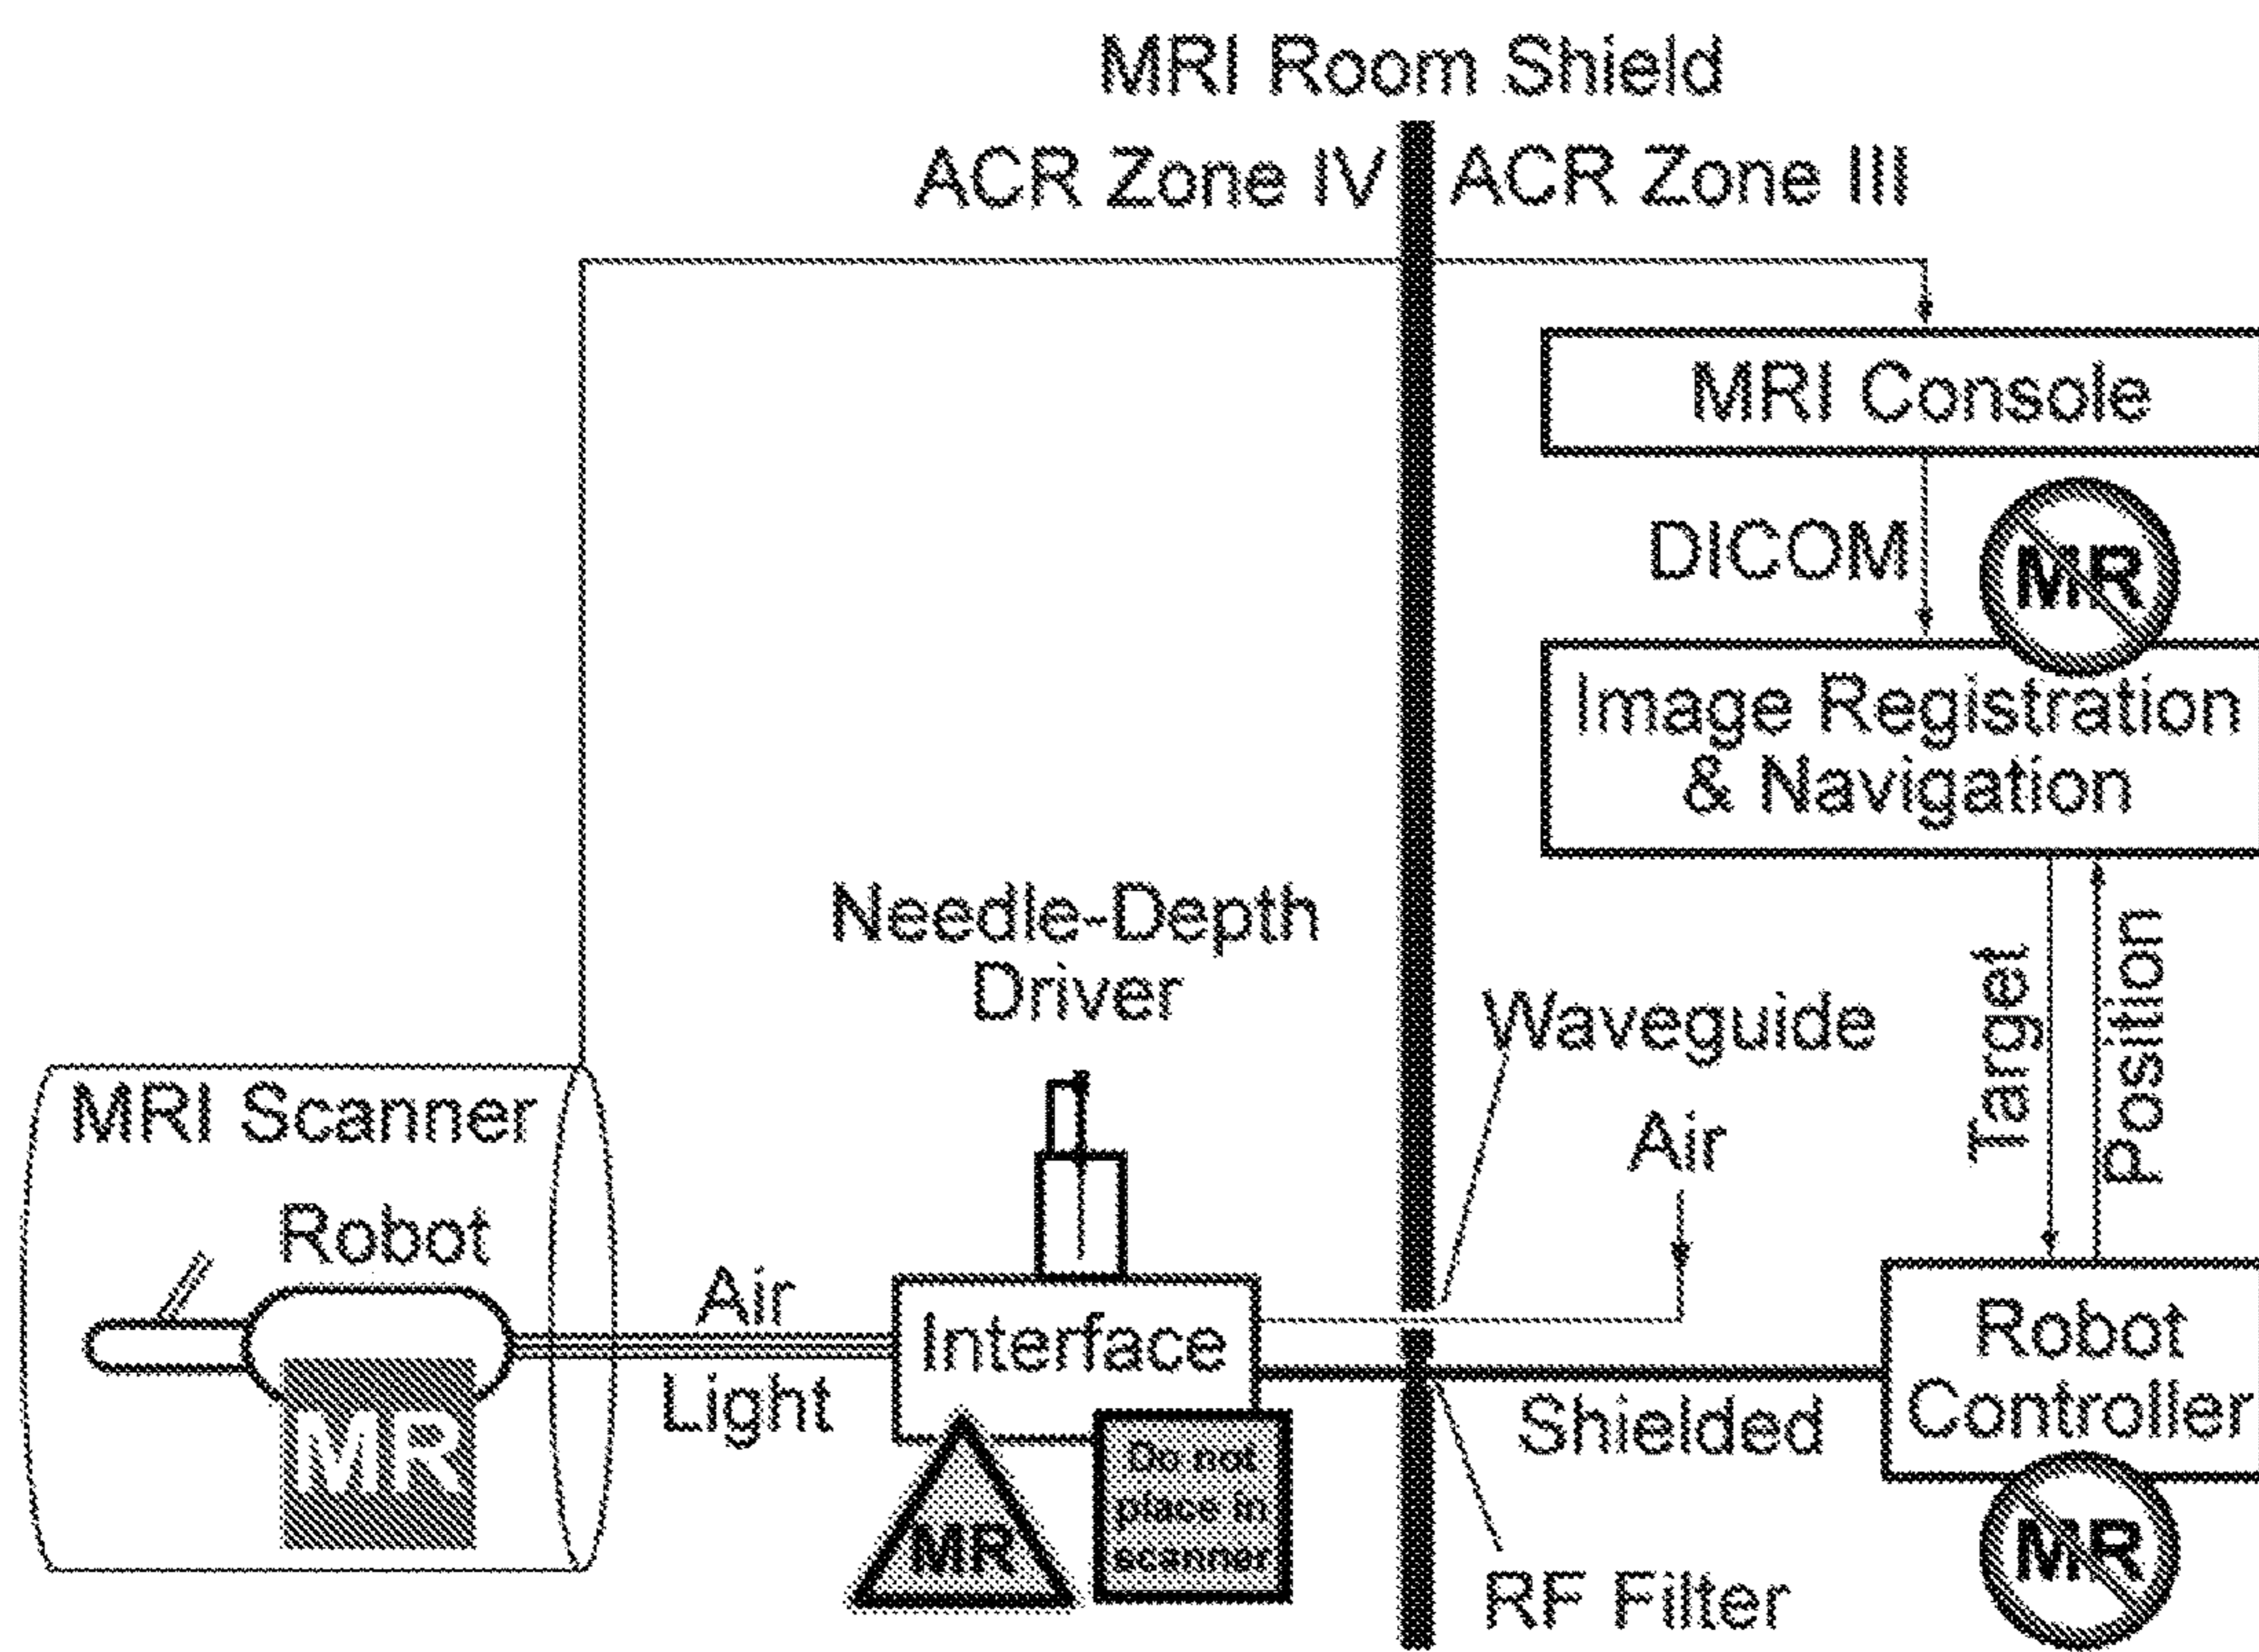 MRI Room Shield
ACR Zone IV
ACR Zone III
MRI Console
DICOM
MR
Image Registration
& Navigation
Needle-Depth
Driver
Waveguide
Air
Target
Position
MRI Scanner
Robot
MR
Air
Light
Interface
MR
Do not
place in
scanner
Shielded
RF Filter
Robot
Controller
MR